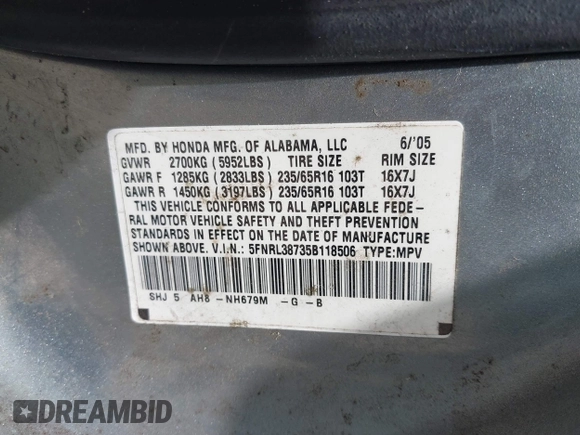 MFD. BY HONDA MFG. OF ALABAMA, LLC 6/'05
GVWR 2700KG (5952LBS) TIRE SIZE RIM SIZE
GAWR F 1285KG (2833LBS) 235/65R16 103T 16X7J
GAWR R 1450KG (3197LBS) 235/65R16 103T 16X7J
THIS VEHICLE CONFORMS TO ALL APPLICABLE FEDE-
RAL MOTOR VEHICLE SAFETY AND THEFT PREVENTION
STANDARDS IN EFFECT ON THE DATE OF MANUFACTURE
SHOWN ABOVE. V.I.N.: 5FNRL38735B118506 TYPE:MPV
SHJ 5 AH8 -NH679M -G -B
DREAMBID